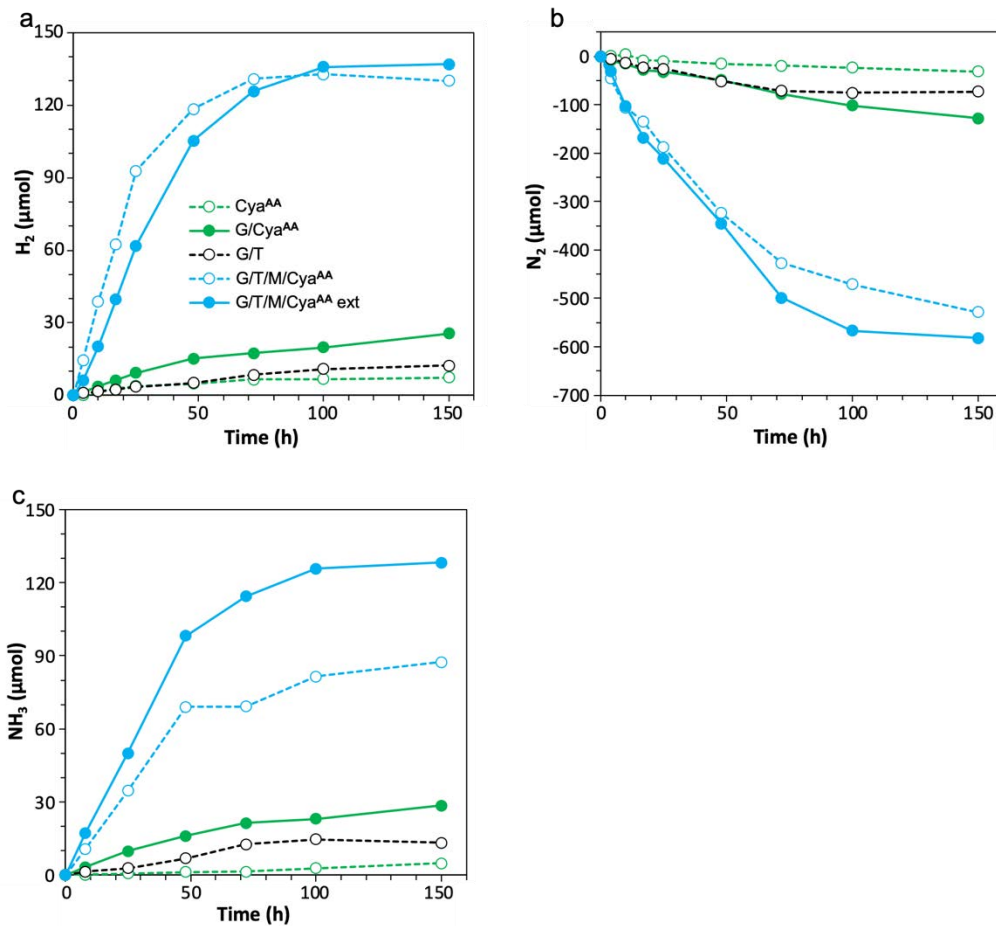 a
150
120
90
60
30
0
H₂ (µmol)
Cyaᴬᴬ
G/Cyaᴬᴬ
G/T
G/T/M/Cyaᴬᴬ
G/T/M/Cyaᴬᴬ ext
0 50 100 150
Time (h)
b
0
-100
-200
-300
-400
-500
-600
-700
N₂ (µmol)
0 50 100 150
Time (h)
c
150
120
90
60
30
0
NH₃ (µmol)
0 50 100 150
Time (h)